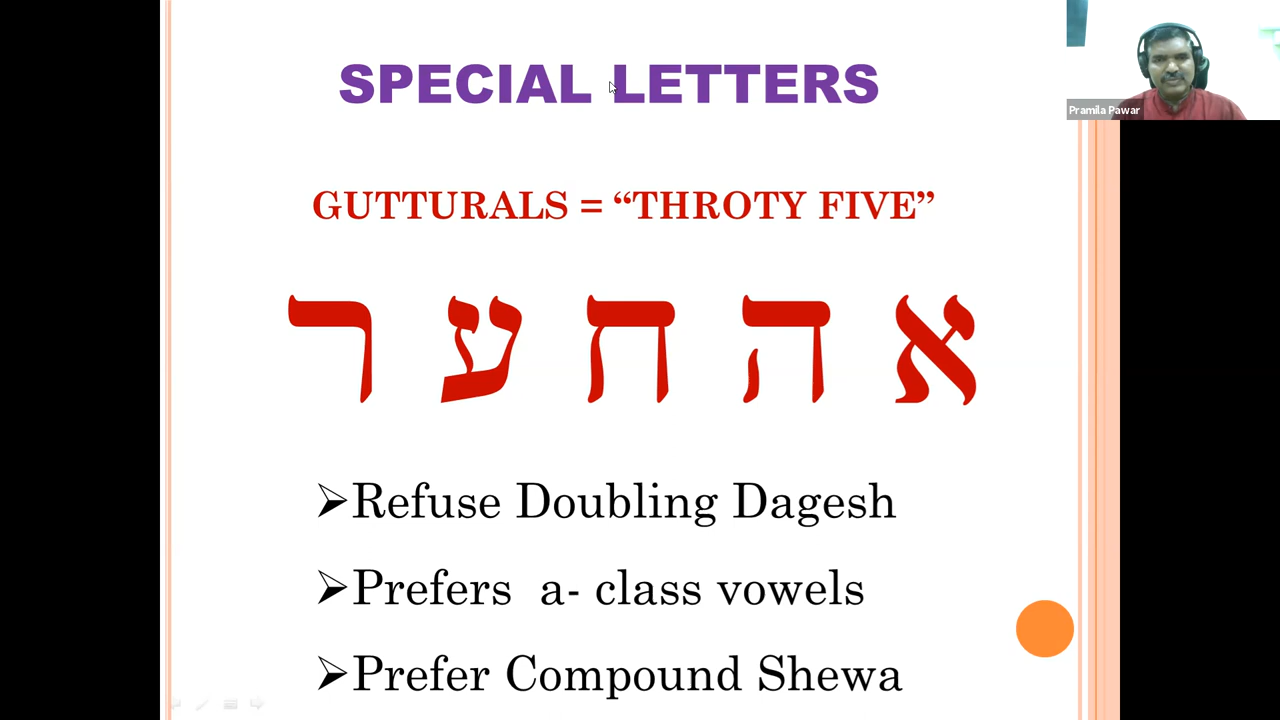 SPECIAL LETTERS
Pramila Pawar
GUTTURALS = “THROTY FIVE”
א ה ח ע ר
➢Refuse Doubling Dagesh
➢Prefers a- class vowels
➢Prefer Compound Shewa